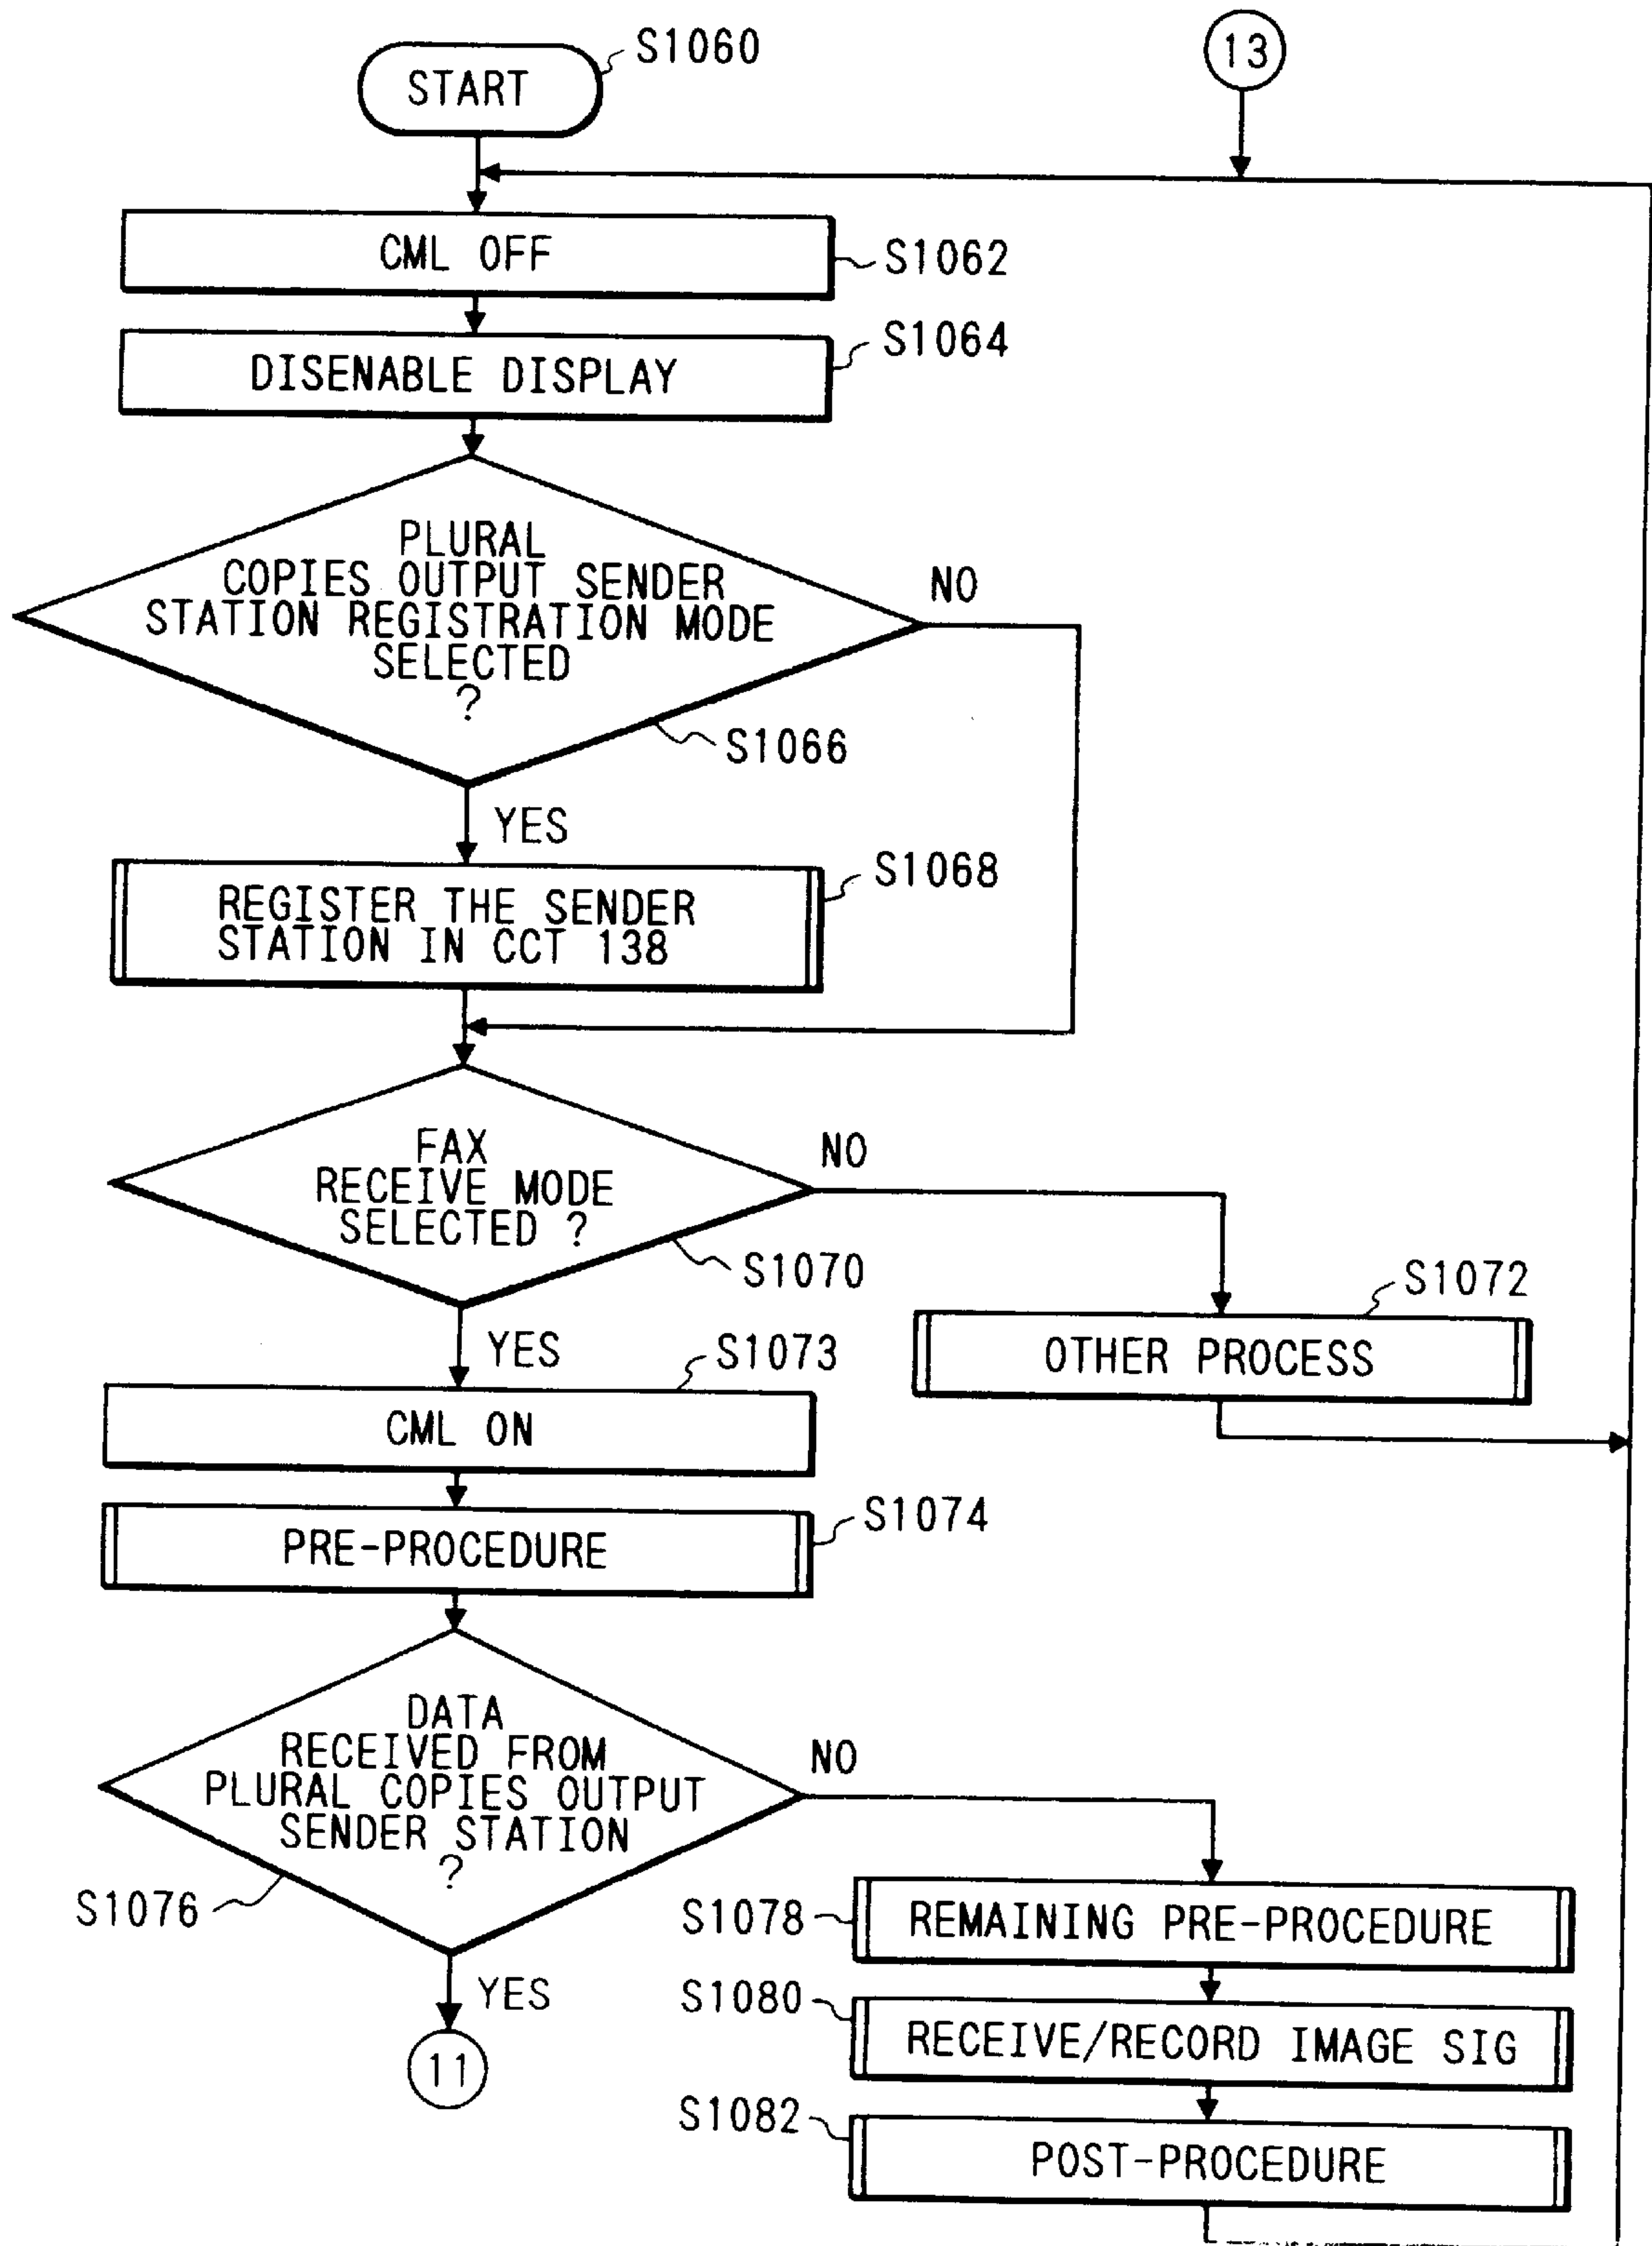 START
S1060
13
CML OFF
S1062
DISENABLE DISPLAY
S1064
PLURAL
COPIES OUTPUT SENDER
STATION REGISTRATION MODE
SELECTED
?
NO
S1066
YES
REGISTER THE SENDER
STATION IN CCT 138
S1068
FAX
RECEIVE MODE
SELECTED ?
NO
S1070
YES
S1072
OTHER PROCESS
S1073
CML ON
S1074
PRE-PROCEDURE
DATA
RECEIVED FROM
PLURAL COPIES OUTPUT
SENDER STATION
?
NO
S1076
YES
11
S1078
REMAINING PRE-PROCEDURE
S1080
RECEIVE/RECORD IMAGE SIG
S1082
POST-PROCEDURE